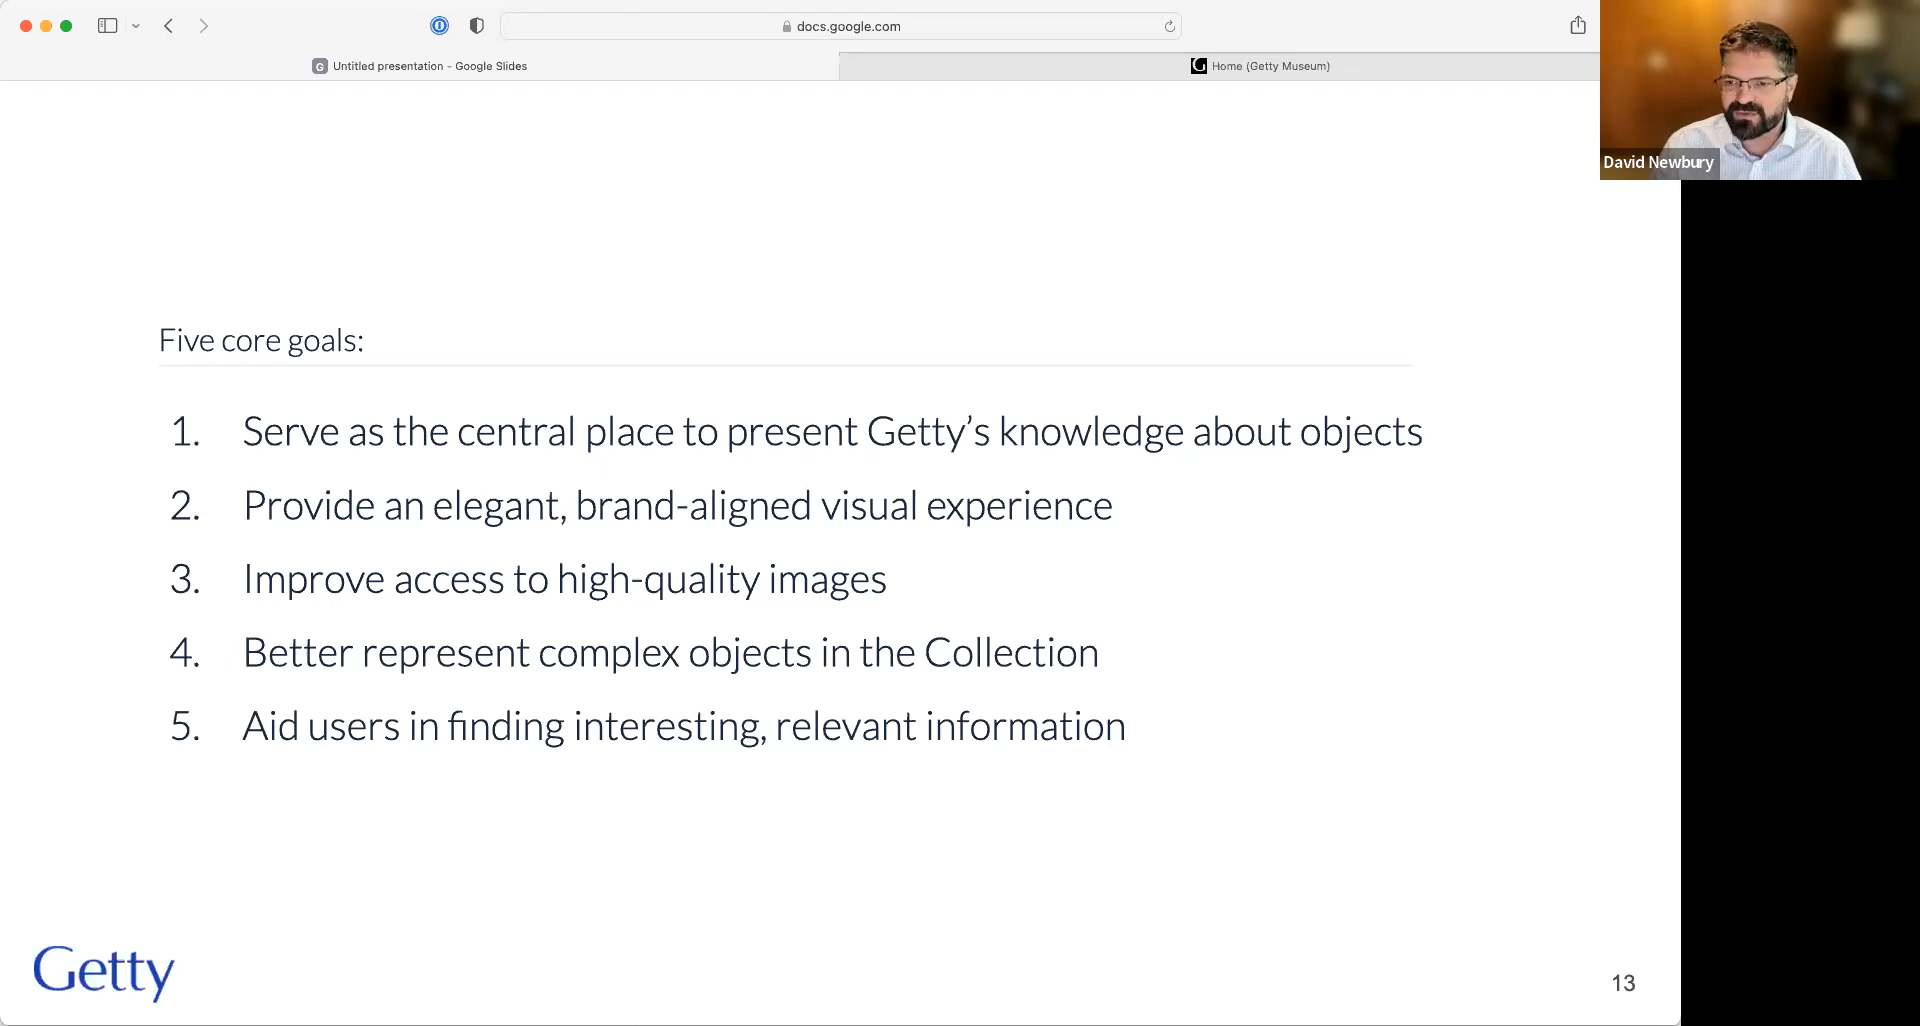 docs.google.com
G Untitled presentation – Google Slides
G Home (Getty Museum)
David Newbury
Five core goals:
1. Serve as the central place to present Getty’s knowledge about objects
2. Provide an elegant, brand-aligned visual experience
3. Improve access to high-quality images
4. Better represent complex objects in the Collection
5. Aid users in finding interesting, relevant information
Getty
13